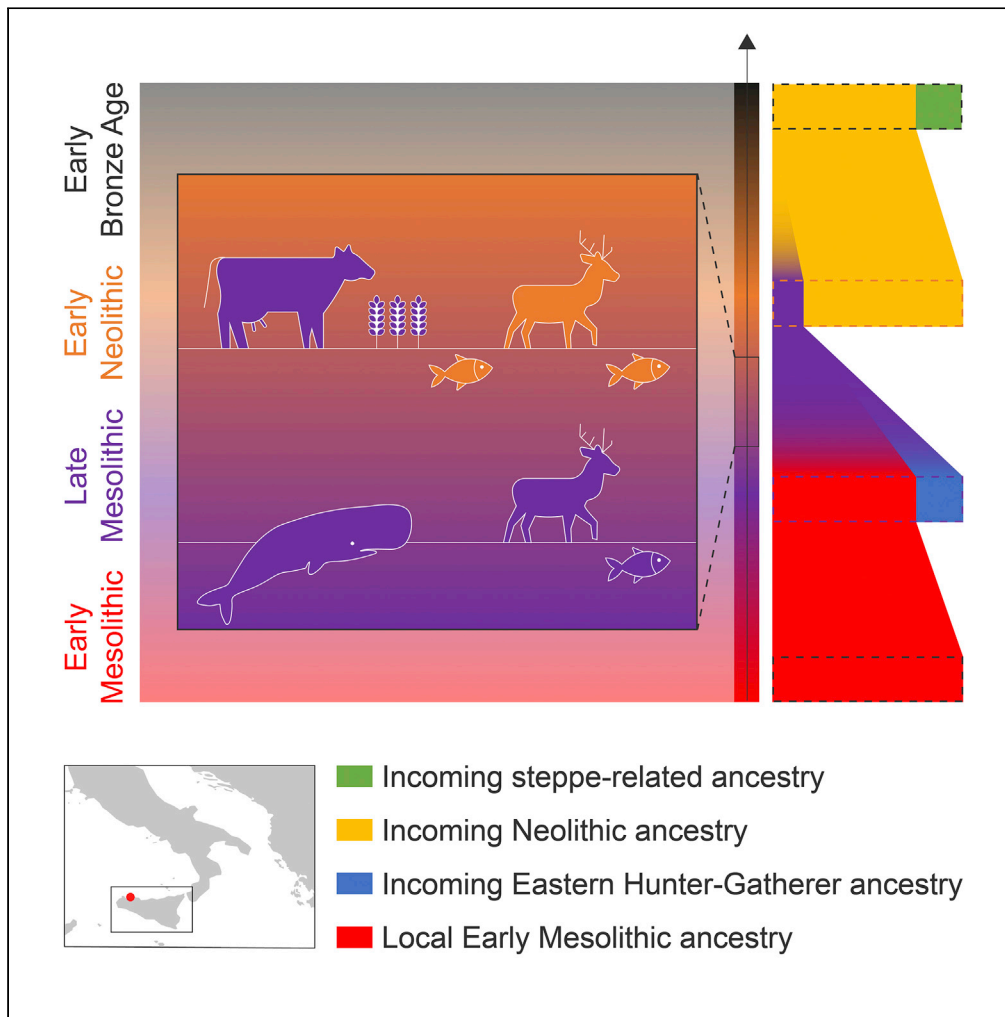 Early
Bronze Age
Early
Neolithic
Late
Mesolithic
Early
Mesolithic
Incoming steppe-related ancestry
Incoming Neolithic ancestry
Incoming Eastern Hunter-Gatherer ancestry
Local Early Mesolithic ancestry